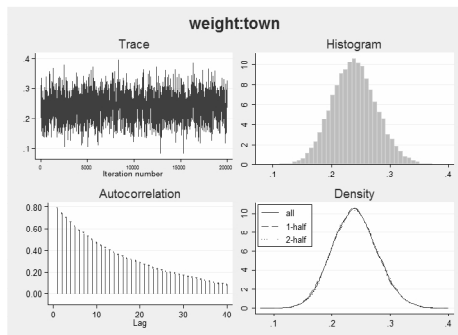 weight:town
Trace
.4
.3
.2
.1
0 5000 10000 15000 20000
Iteration number
Histogram
10
8
6
4
2
0
.1 .2 .3 .4
Autocorrelation
0.80
0.60
0.40
0.20
0.00
0 10 20 30 40
Lag
Density
10
8
6
4
2
0
all
1-half
2-half
.1 .2 .3 .4